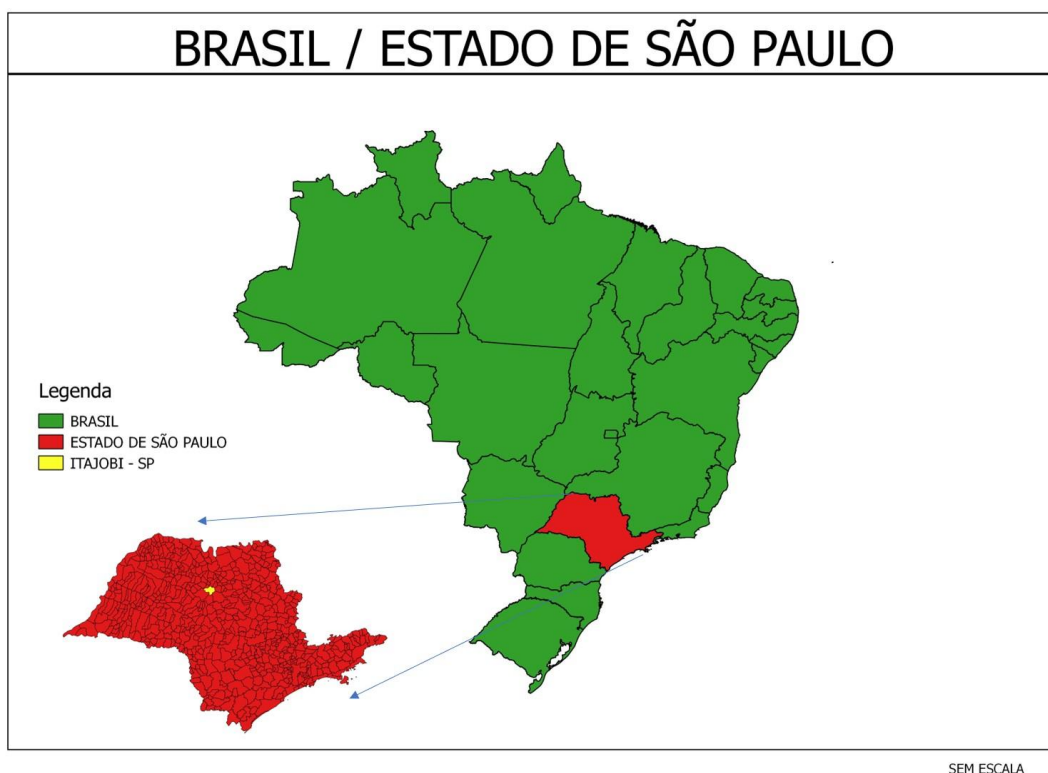 BRASIL / ESTADO DE SÃO PAULO
Legenda
BRASIL
ESTADO DE SÃO PAULO
ITAJOBI - SP
SEM ESCALA